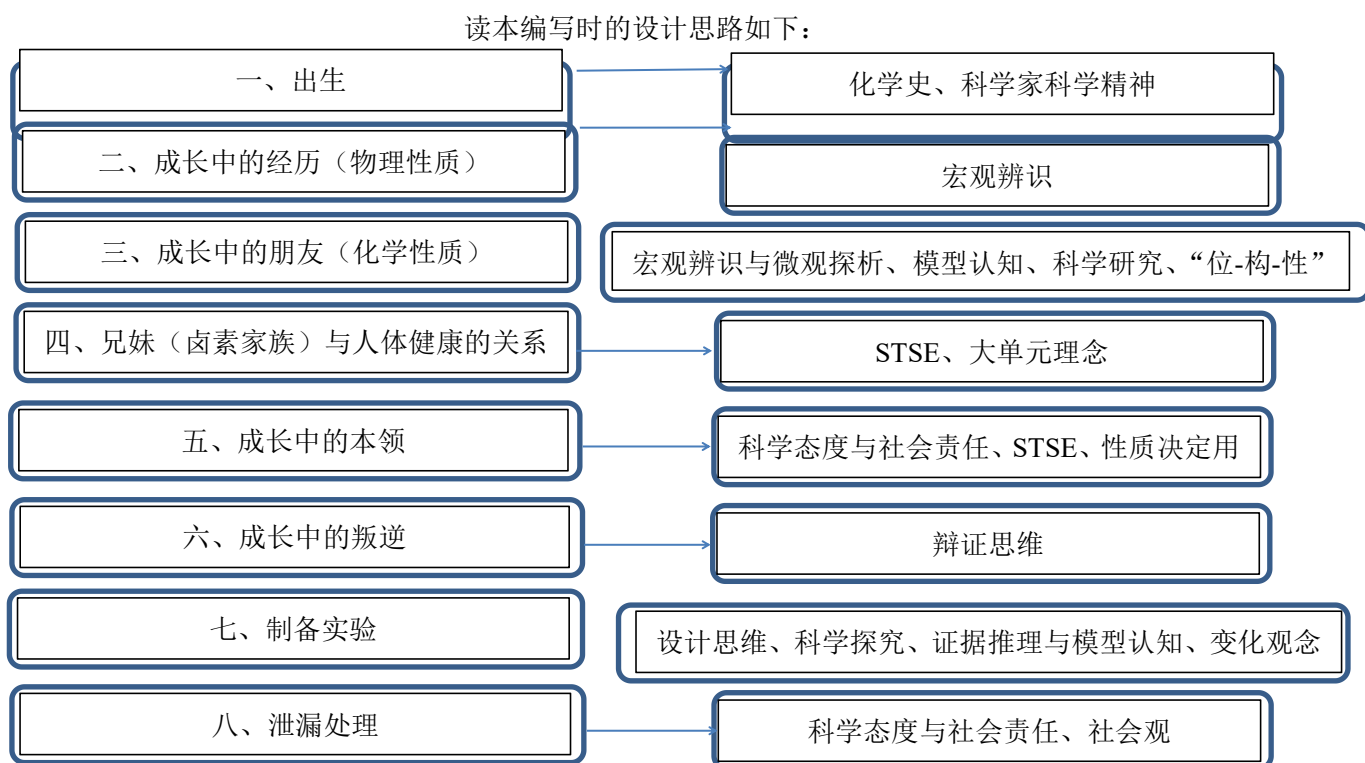 读本编写时的设计思路如下：
一、出生
化学史、科学家科学精神
二、成长中的经历（物理性质）
宏观辨识
三、成长中的朋友（化学性质）
宏观辨识与微观探析、模型认知、科学研究、“位-构-性”
四、兄妹（卤素家族）与人体健康的关系
STSE、大单元理念
五、成长中的本领
科学态度与社会责任、STSE、性质决定用
六、成长中的叛逆
辩证思维
七、制备实验
设计思维、科学探究、证据推理与模型认知、变化观念
八、泄漏处理
科学态度与社会责任、社会观